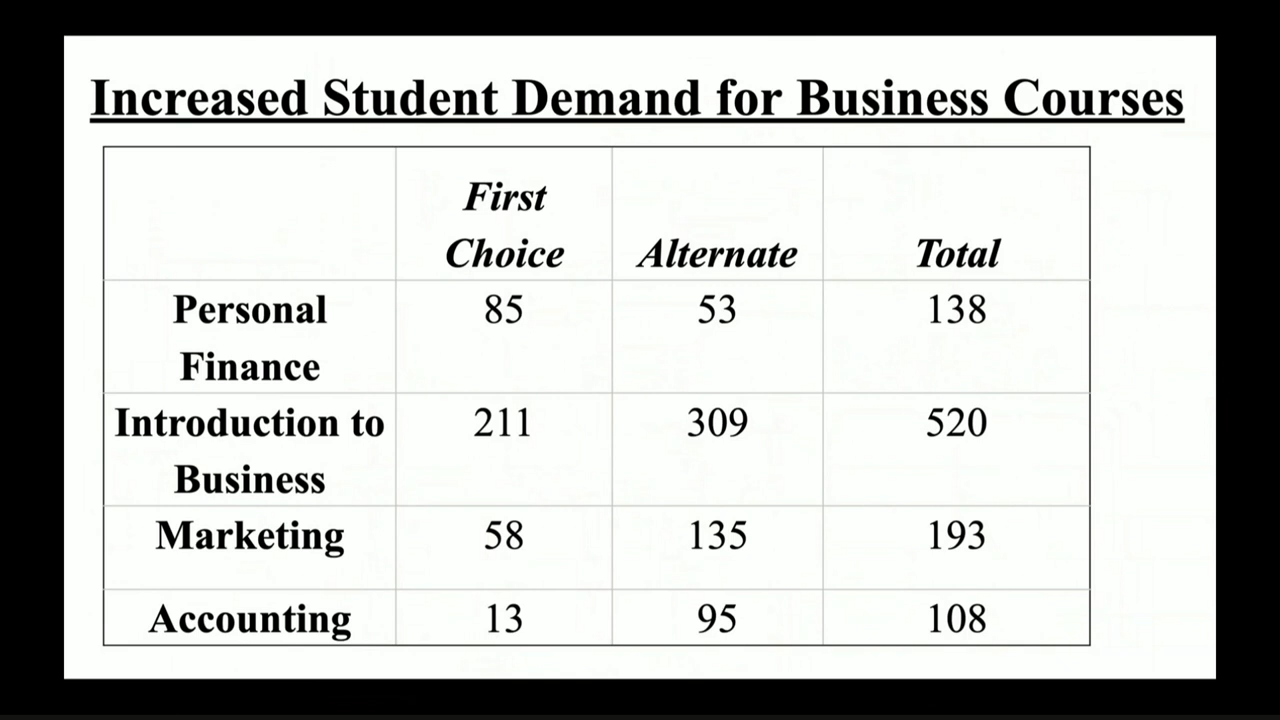 Increased Student Demand for Business Courses
First
Choice Alternate Total
Personal 85 53 138
Finance
Introduction to 211 309 520
Business
Marketing 58 135 193
Accounting 13 95 108